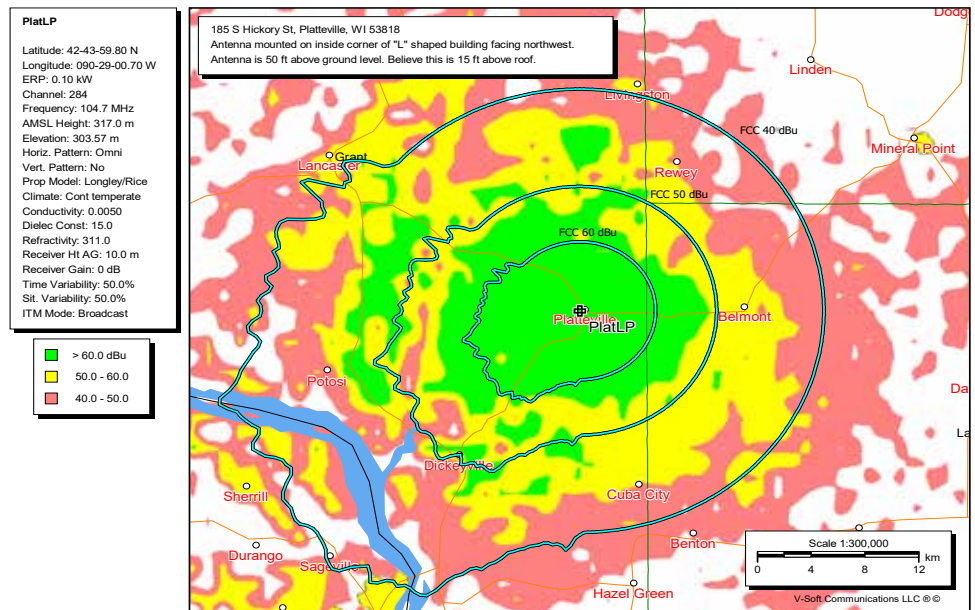 PlatLP
Latitude: 42-43-59.80 N
Longitude: 090-29-00.70 W
ERP: 0.10 kW
Channel: 284
Frequency: 104.7 MHz
AMSL Height: 317.0 m
Elevation: 303.57 m
Horiz. Pattern: Omni
Vert. Pattern: No
Prop Model: Longley/Rice
Climate: Cont temperate
Conductivity: 0.0050
Dielec Const: 15.0
Refractivity: 311.0
Receiver Ht AG: 10.0 m
Receiver Gain: 0 dB
Time Variability: 50.0%
Sit. Variability: 50.0%
ITM Mode: Broadcast
> 60.0 dBu
50.0 - 60.0
40.0 - 50.0
185 S Hickory St, Platteville, WI 53818
Antenna mounted on inside corner of "L" shaped building facing northwest.
Antenna is 50 ft above ground level. Believe this is 15 ft above roof.
Dodg
Linden
Livingston
FCC 40 dBu
Mineral Point
Grant
Lancaster
Rewey
FCC 50 dBu
FCC 60 dBu
Platteville
PlatLP
Belmont
Potosi
Da
La
Dickeyville
Sherrill
Cuba City
Durango
Sageville
Benton
Hazel Green
Scale 1:300,000
0 4 8 12 km
V-Soft Communications LLC ® ©